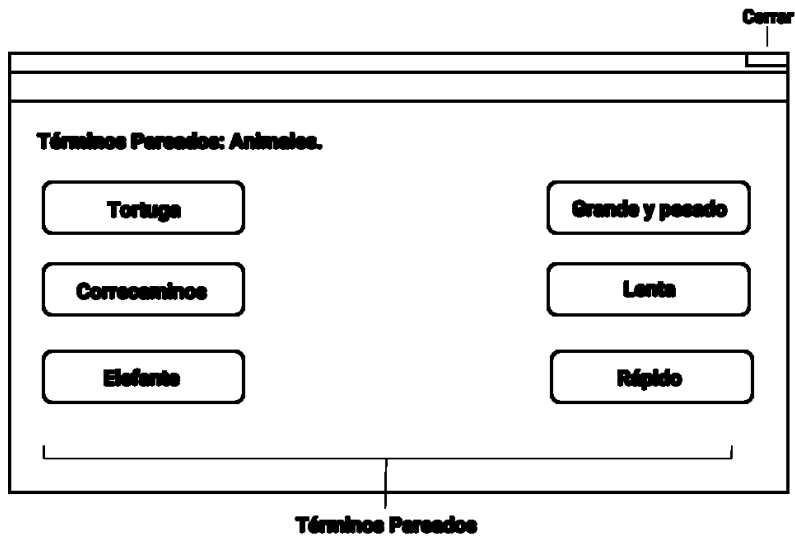 Cerrar
Términos Pareados: Animales.
Tortuga
Grande y pesado
Correcaminos
Lenta
Elefante
Rápido
Términos Pareados